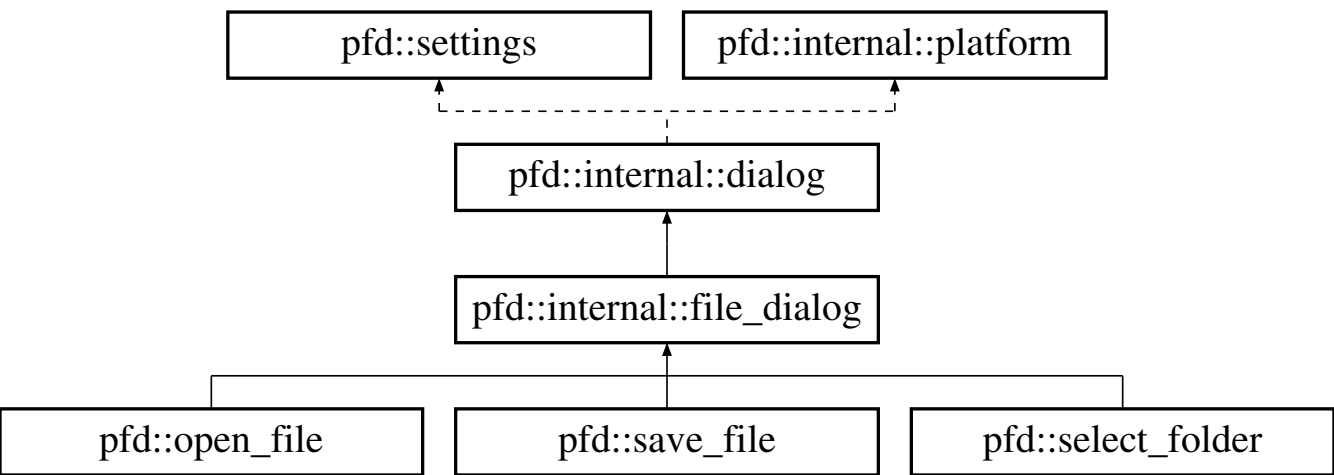 pfd::settings
pfd::internal::platform
pfd::internal::dialog
pfd::internal::file_dialog
pfd::open_file
pfd::save_file
pfd::select_folder